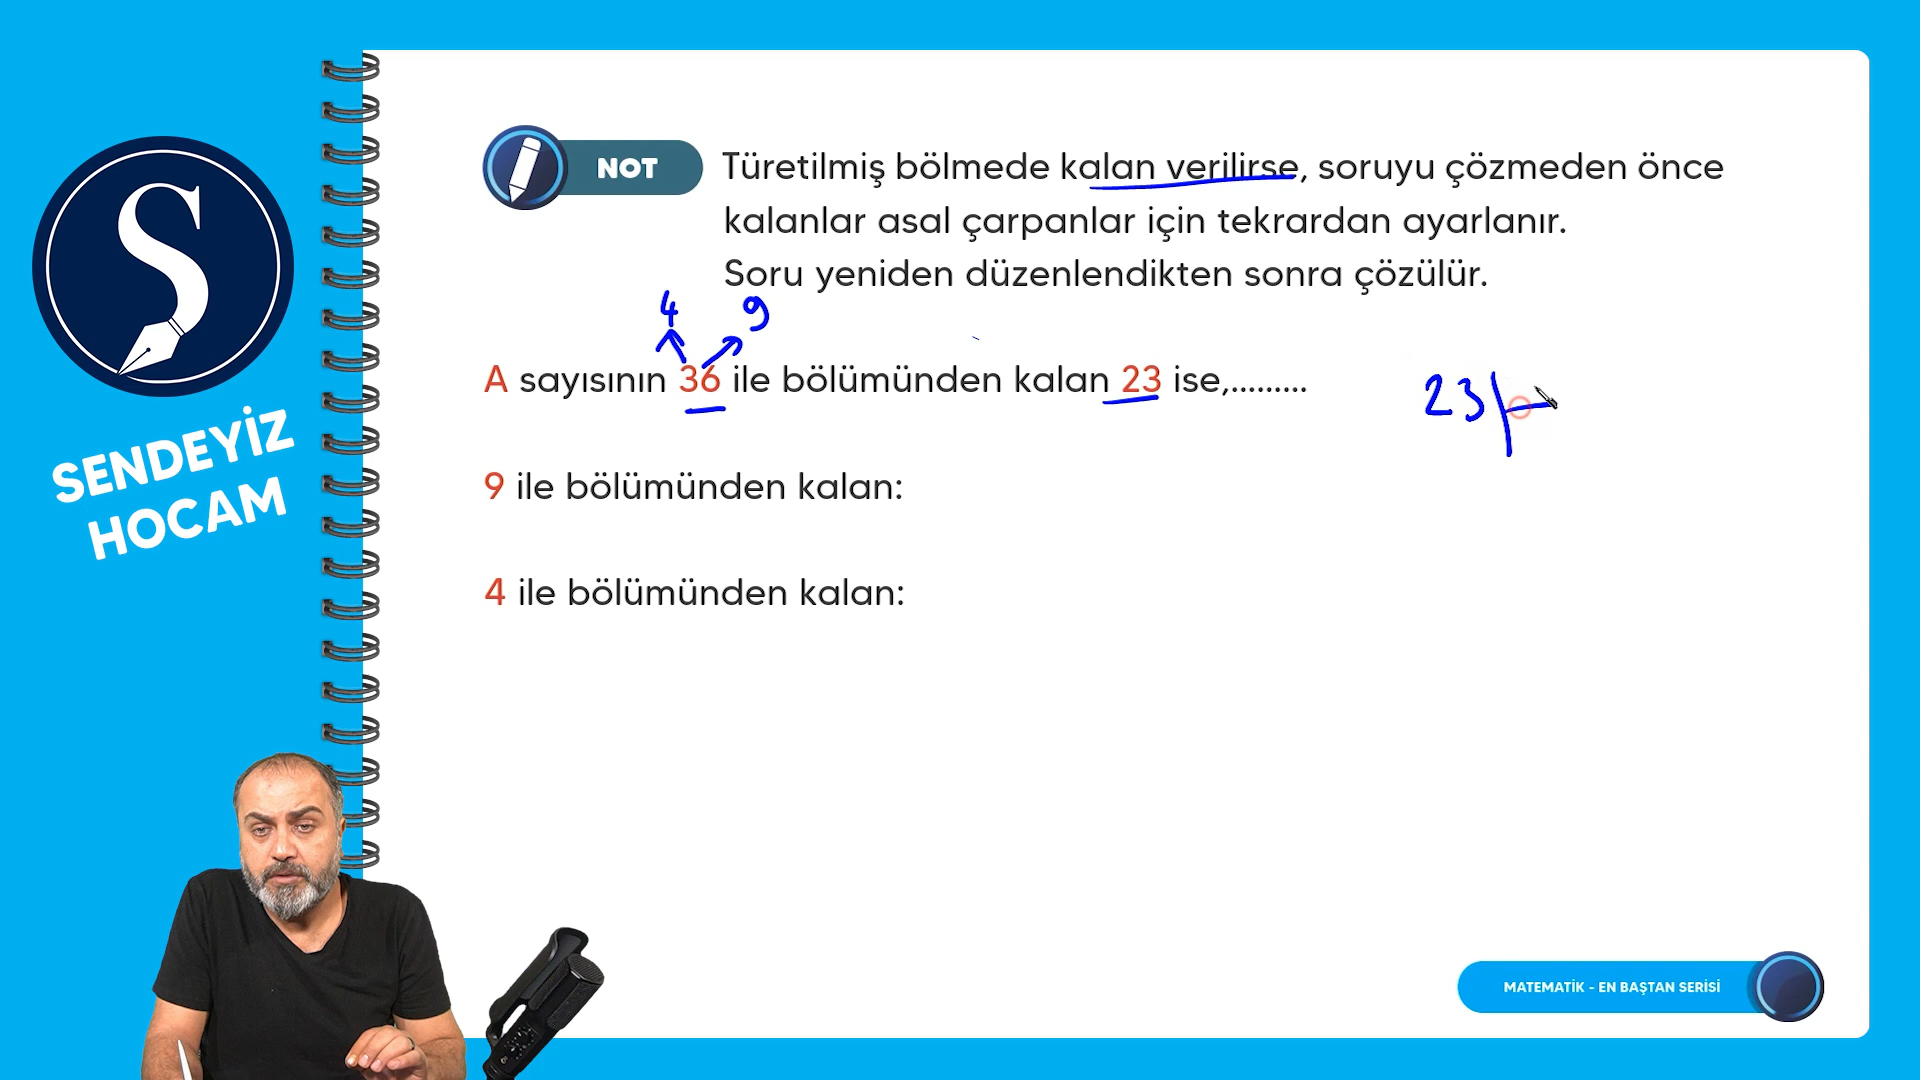 S
SENDEYİZ
HOCAM
NOT
Türetilmiş bölmede kalan verilirse, soruyu çözmeden önce
kalanlar asal çarpanlar için tekrardan ayarlanır.
Soru yeniden düzenlendikten sonra çözülür.
4 9
A sayısının 36 ile bölümünden kalan 23 ise,.........
23
9 ile bölümünden kalan:
4 ile bölümünden kalan:
MATEMATİK - EN BAŞTAN SERİSİ